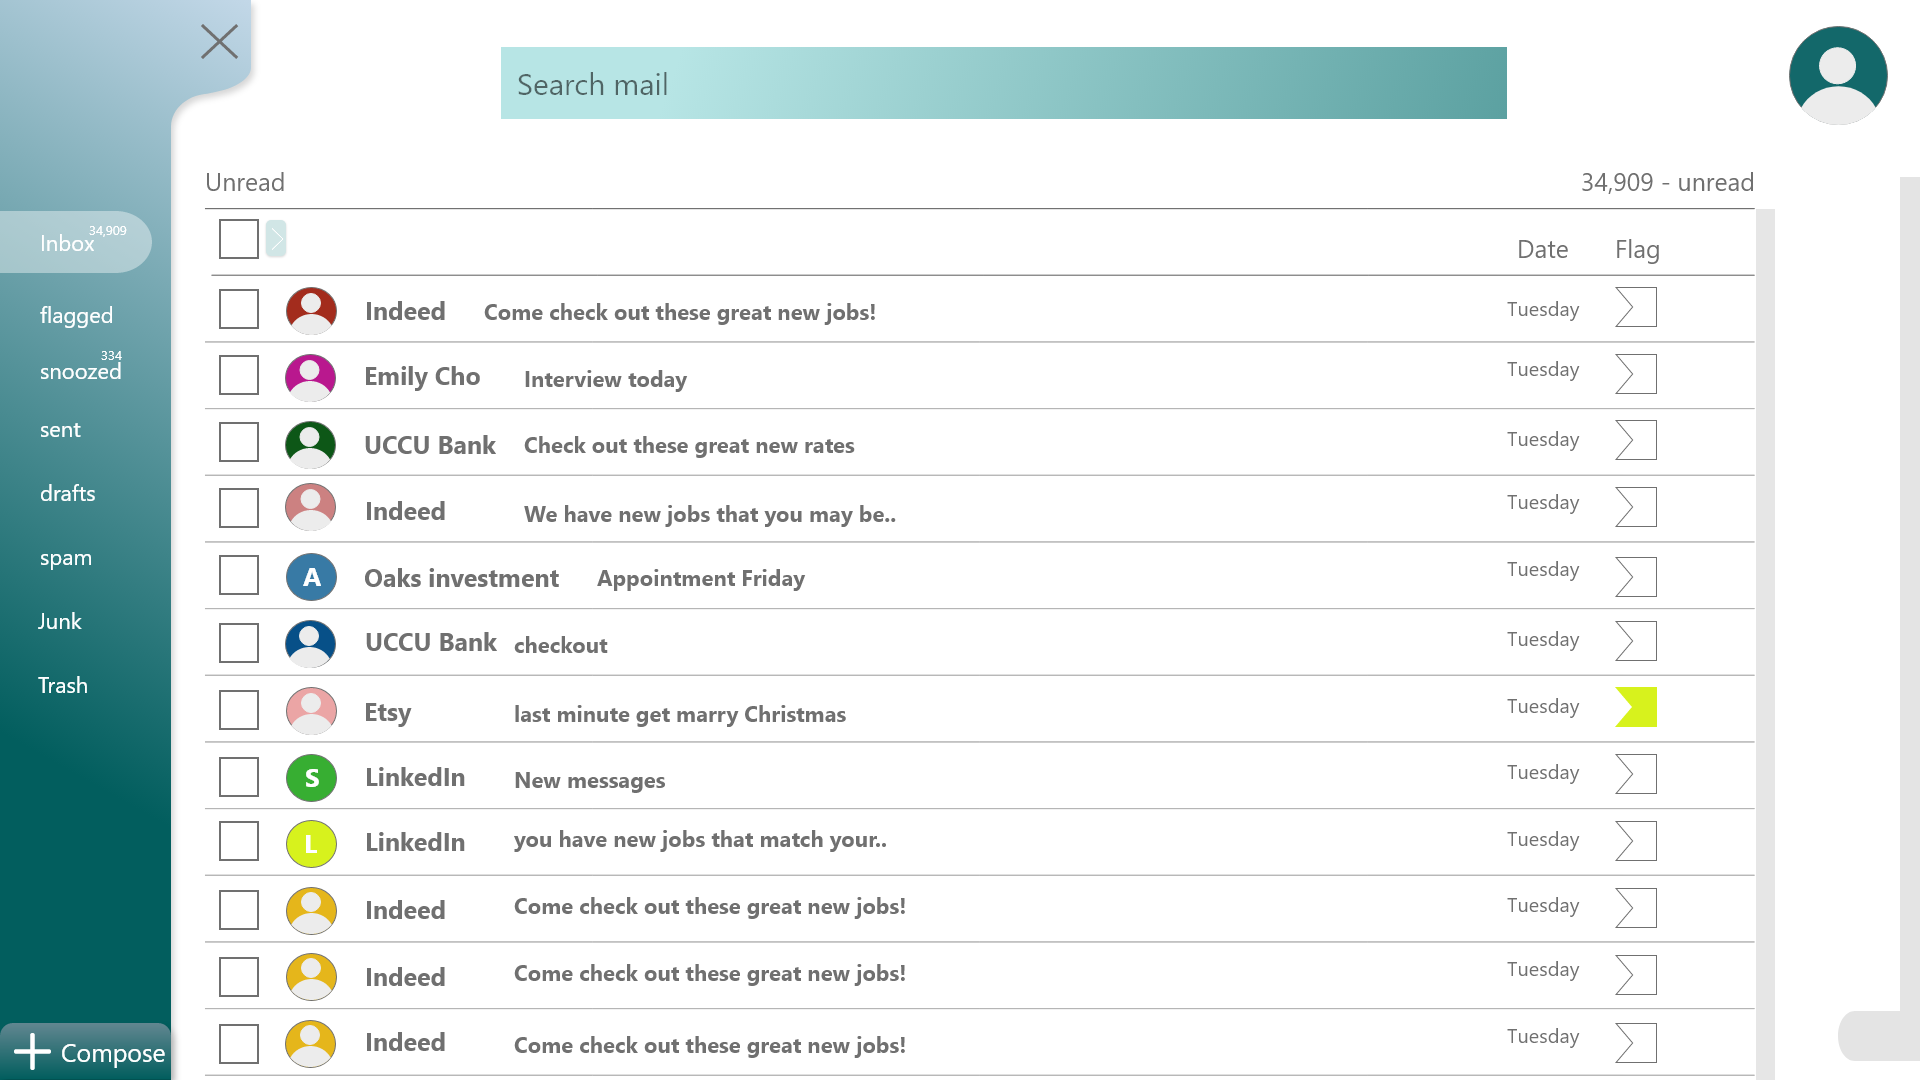 Search mail
Unread
34,909 - unread
Inbox 34,909
flagged
snoozed 334
sent
drafts
spam
Junk
Trash
Compose
Date Flag
Indeed Come check out these great new jobs! Tuesday
Emily Cho Interview today Tuesday
UCCU Bank Check out these great new rates Tuesday
Indeed We have new jobs that you may be.. Tuesday
A Oaks investment Appointment Friday Tuesday
UCCU Bank checkout Tuesday
Etsy last minute get marry Christmas Tuesday
S LinkedIn New messages Tuesday
L LinkedIn you have new jobs that match your.. Tuesday
Indeed Come check out these great new jobs! Tuesday
Indeed Come check out these great new jobs! Tuesday
Indeed Come check out these great new jobs! Tuesday